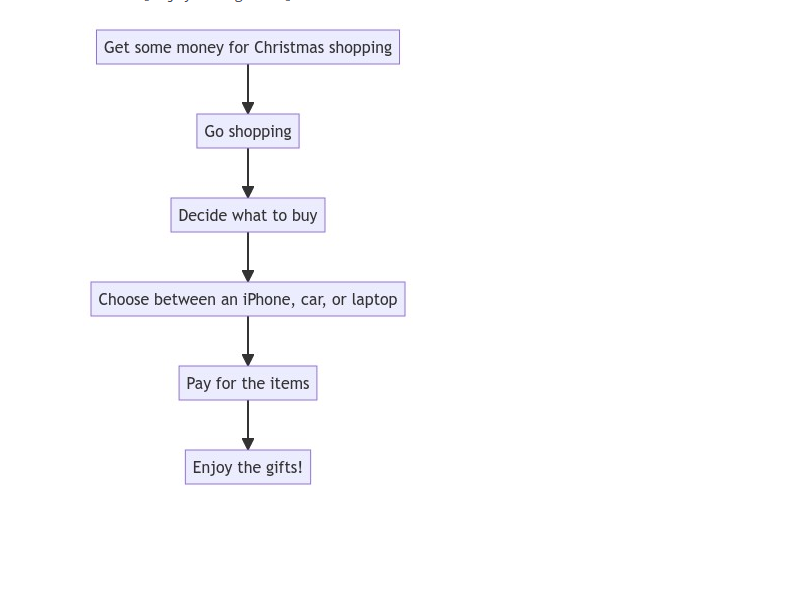 Get some money for Christmas shopping
Go shopping
Decide what to buy
Choose between an iPhone, car, or laptop
Pay for the items
Enjoy the gifts!